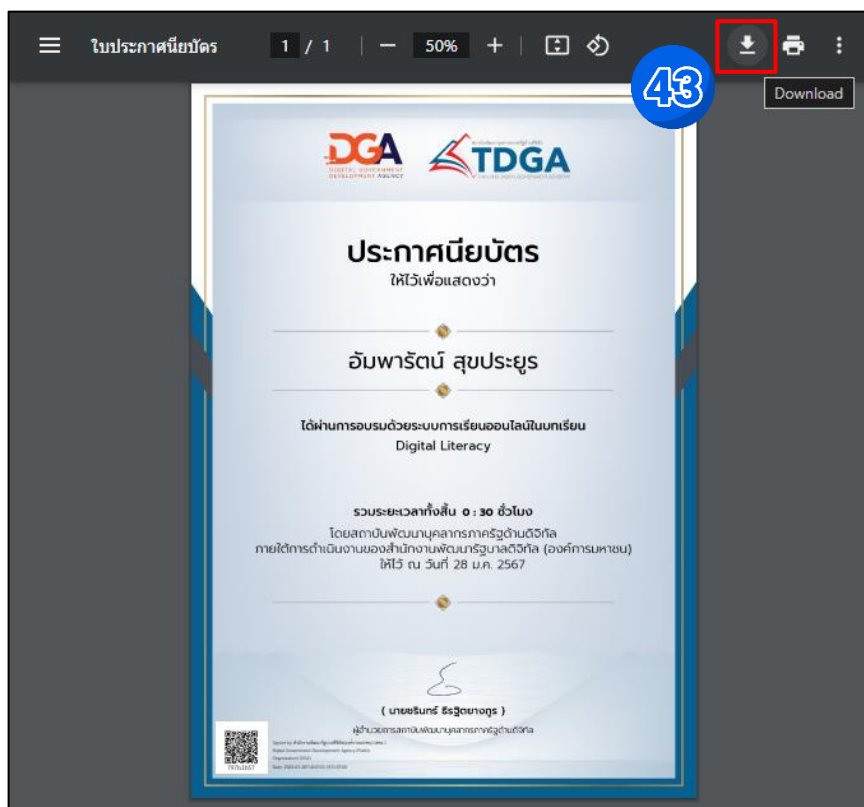 ใบประกาศนียบัตร 1 / 1 50%
43
Download
DGA TDGA
DIGITAL GOVERNMENT
DEVELOPMENT AGENCY
ประกาศนียบัตร
ให้ไว้เพื่อแสดงว่า
อัมพารัตน์ สุขประยูร
ได้ผ่านการอบรมด้วยระบบการเรียนออนไลน์ในบทเรียน
Digital Literacy
รวมระยะเวลาทั้งสิ้น 0 : 30 ชั่วโมง
โดยสถาบันพัฒนาบุคลากรภาครัฐด้านดิจิทัล
ภายใต้การดำเนินงานของสำนักงานพัฒนารัฐบาลดิจิทัล (องค์การมหาชน)
ให้ไว้ ณ วันที่ 28 ม.ค. 2567
( นายชรินทร์ ธีรฐิตยางกูร )
ผู้อำนวยการสถาบันพัฒนาบุคลากรภาครัฐด้านดิจิทัล